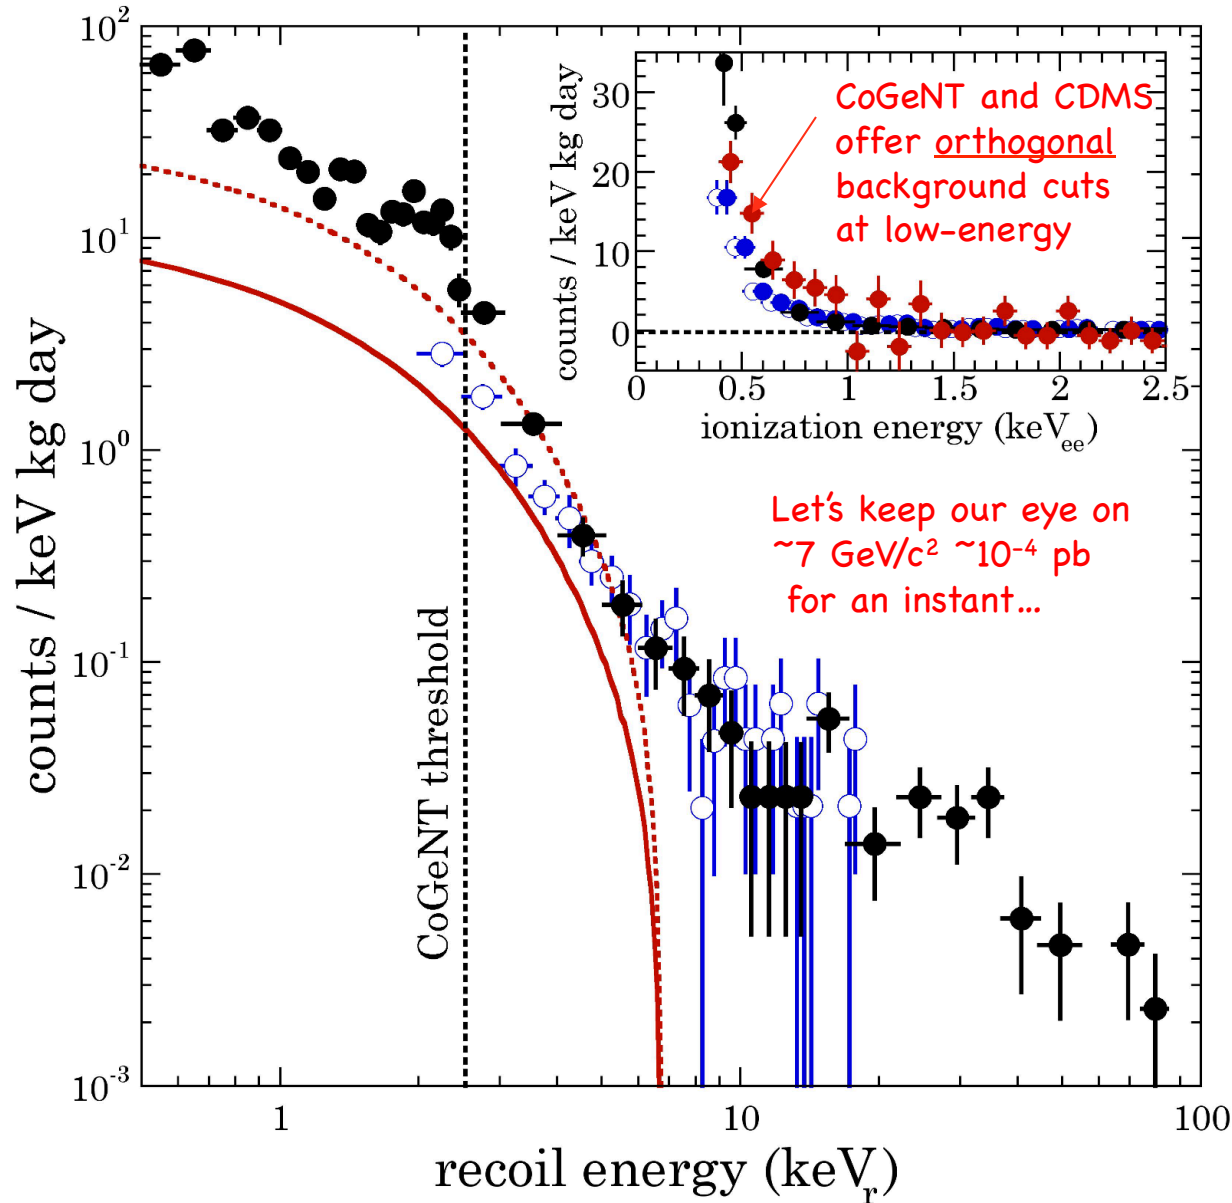 10²
10¹
10⁰
10⁻¹
10⁻²
10⁻³
counts / keV kg day
1
10
100
recoil energy (keVᵣ)
CoGeNT threshold
30
20
10
0
counts / keV kg day
0
0.5
1
1.5
2
2.5
ionization energy (keVₑₑ)
CoGeNT and CDMS
offer orthogonal
background cuts
at low-energy
Let's keep our eye on
~7 GeV/c² ~10⁻⁴ pb
for an instant...